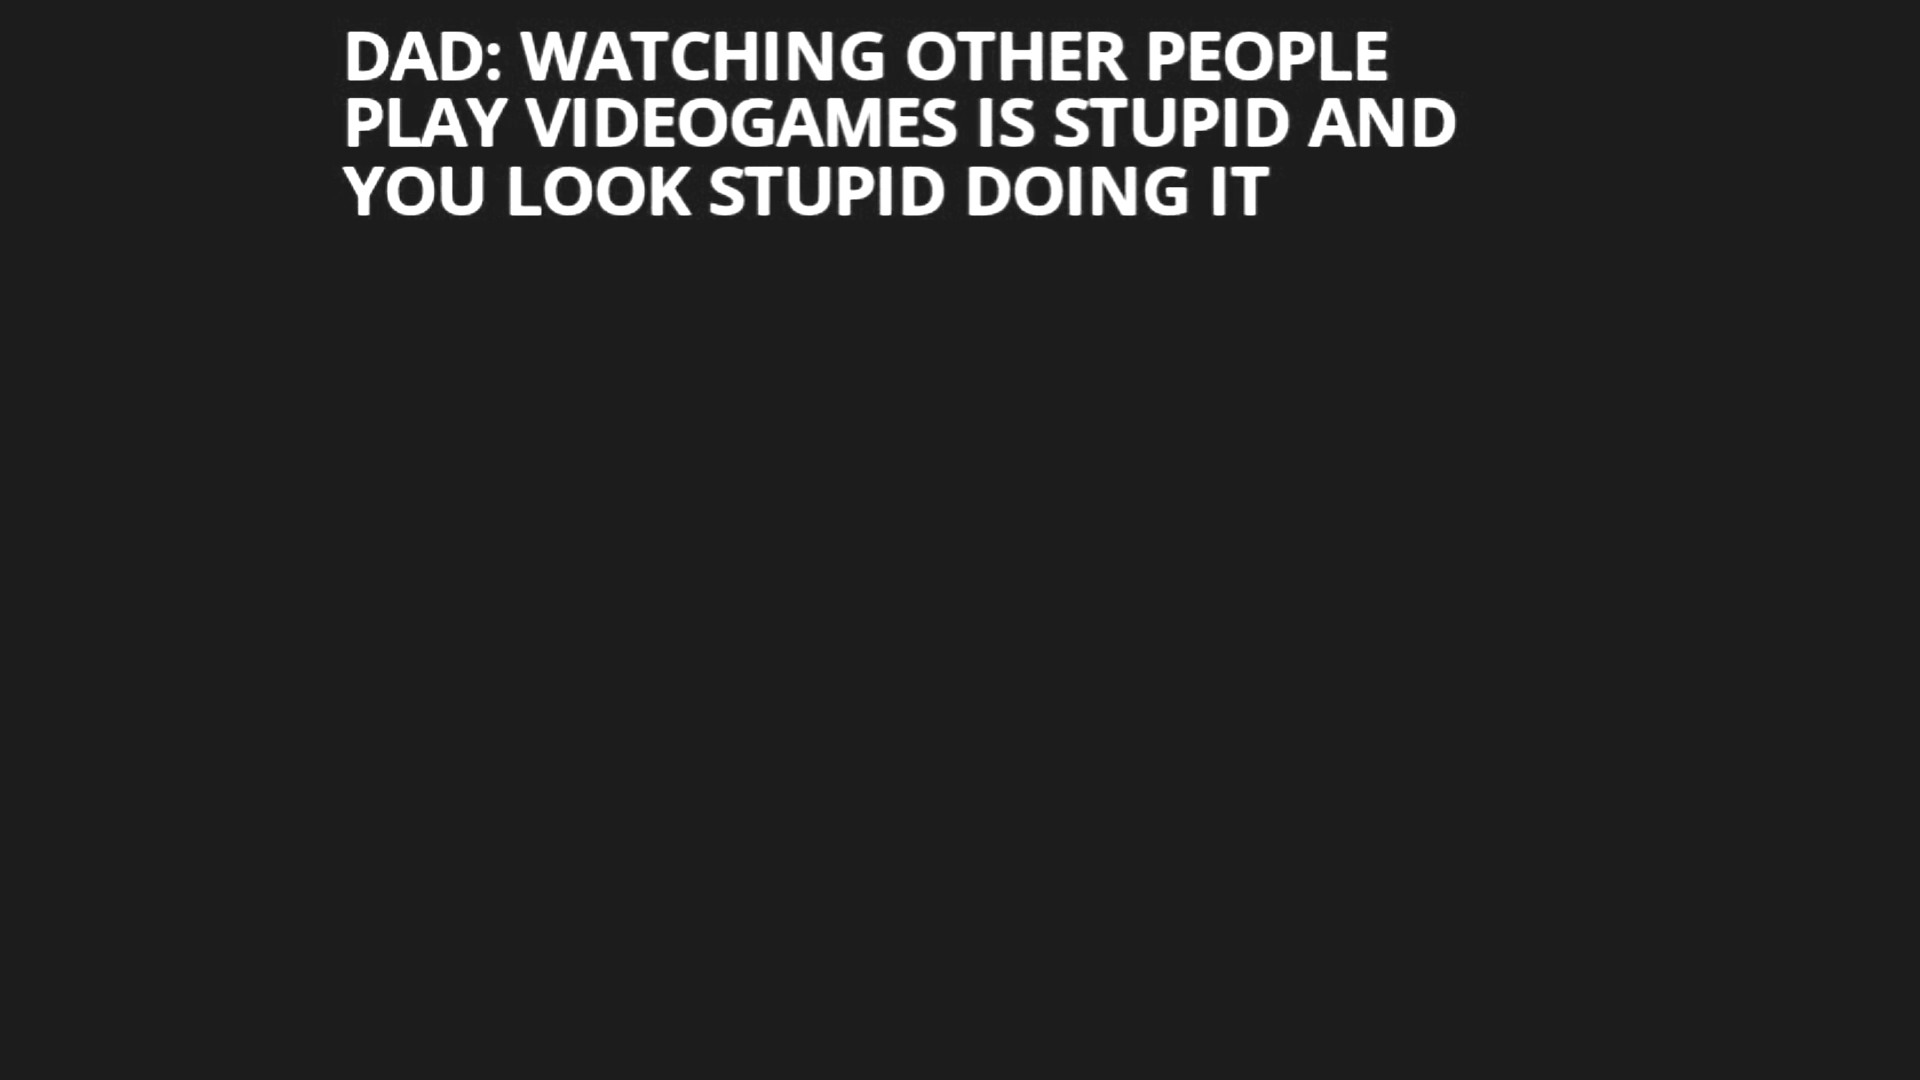 DAD: WATCHING OTHER PEOPLE
PLAY VIDEOGAMES IS STUPID AND
YOU LOOK STUPID DOING IT